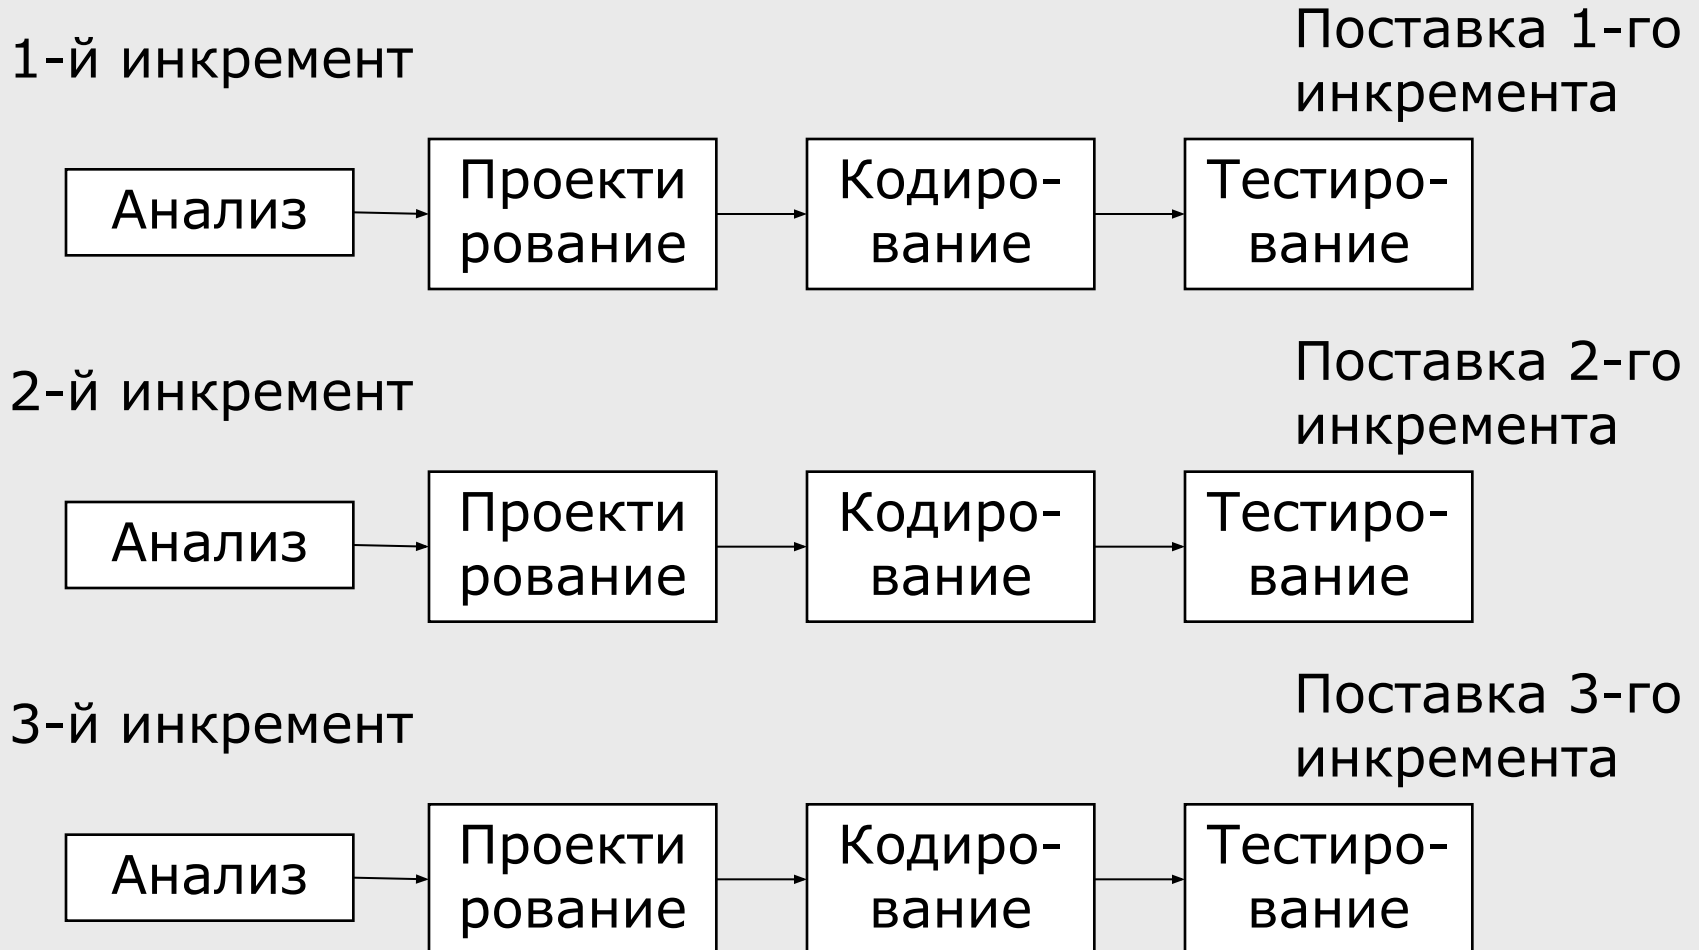 1-й инкремент
Поставка 1-го
инкремента
Анализ
Проекти
рование
Кодиро-
вание
Тестиро-
вание
2-й инкремент
Поставка 2-го
инкремента
Анализ
Проекти
рование
Кодиро-
вание
Тестиро-
вание
3-й инкремент
Поставка 3-го
инкремента
Анализ
Проекти
рование
Кодиро-
вание
Тестиро-
вание